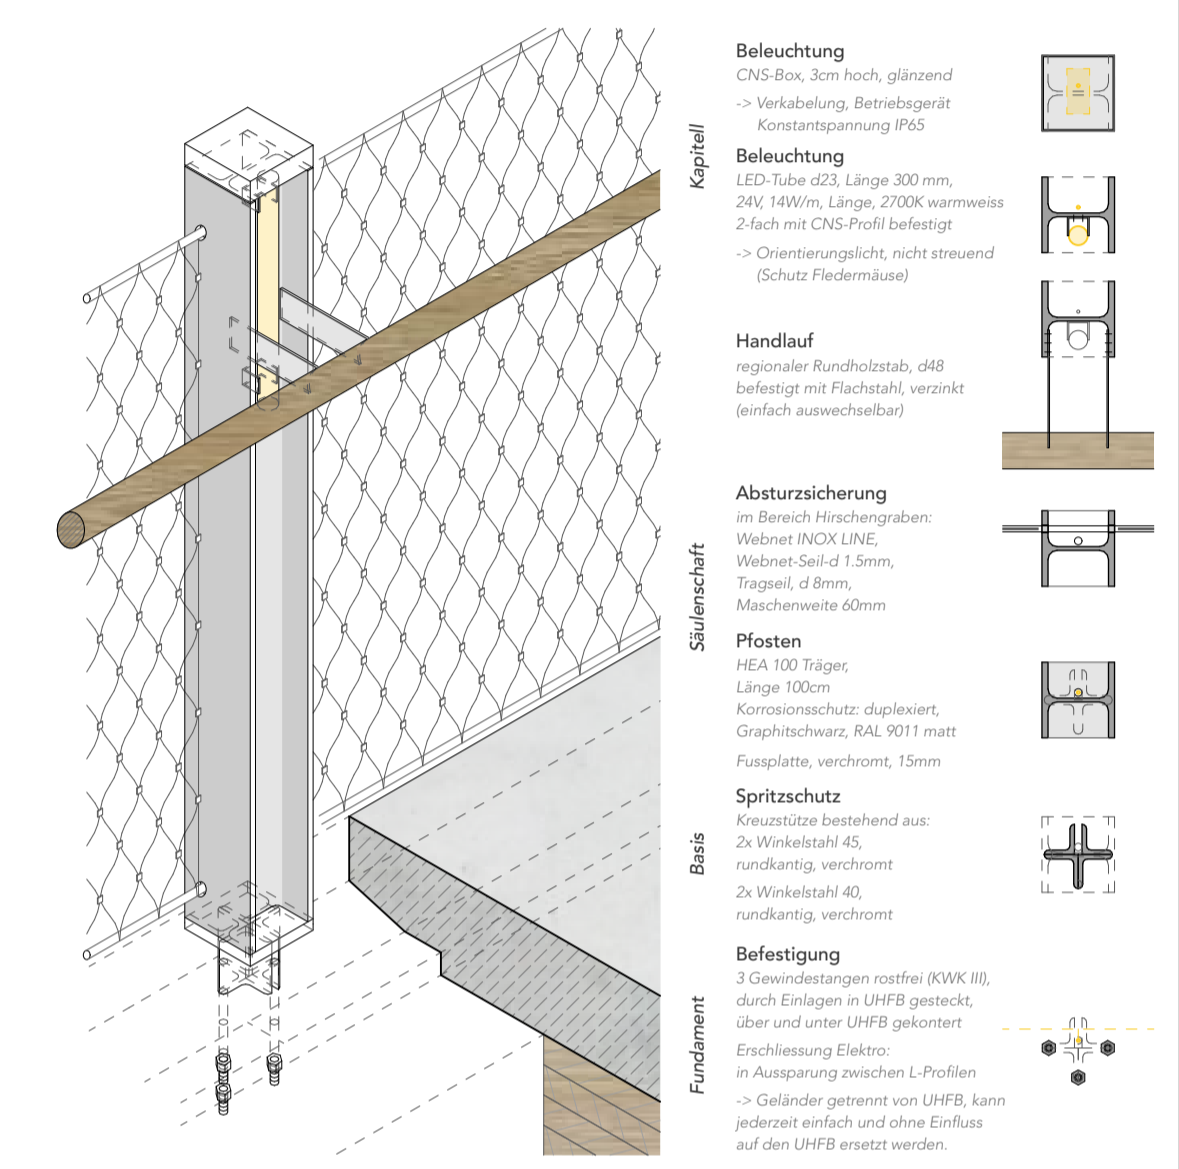 Kapitell
Beleuchtung
CNS-Box, 3cm hoch, glänzend
-> Verkabelung, Betriebsgerät
Konstantspannung IP65
Beleuchtung
LED-Tube d23, Länge 300 mm,
24V, 14W/m, Länge, 2700K warmweiss
2-fach mit CNS-Profil befestigt
-> Orientierungslicht, nicht streuend
(Schutz Fledermäuse)
Säulenschaft
Handlauf
regionaler Rundholzstab, d48
befestigt mit Flachstahl, verzinkt
(einfach auswechselbar)
Absturzsicherung
im Bereich Hirschengraben:
Webnet INOX LINE,
Webnet-Seil-d 1.5mm,
Tragseil, d 8mm,
Maschenweite 60mm
Pfosten
HEA 100 Träger,
Länge 100cm
Korrosionsschutz: duplexiert,
Graphitschwarz, RAL 9011 matt
Fussplatte, verchromt, 15mm
Basis
Spritzschutz
Kreuzstütze bestehend aus:
2x Winkelstahl 45,
rundkantig, verchromt
2x Winkelstahl 40,
rundkantig, verchromt
Fundament
Befestigung
3 Gewindestangen rostfrei (KWK III),
durch Einlagen in UHFB gesteckt,
über und unter UHFB gekontert
Erschliessung Elektro:
in Aussparung zwischen L-Profilen
-> Geländer getrennt von UHFB, kann
jederzeit einfach und ohne Einfluss
auf den UHFB ersetzt werden.